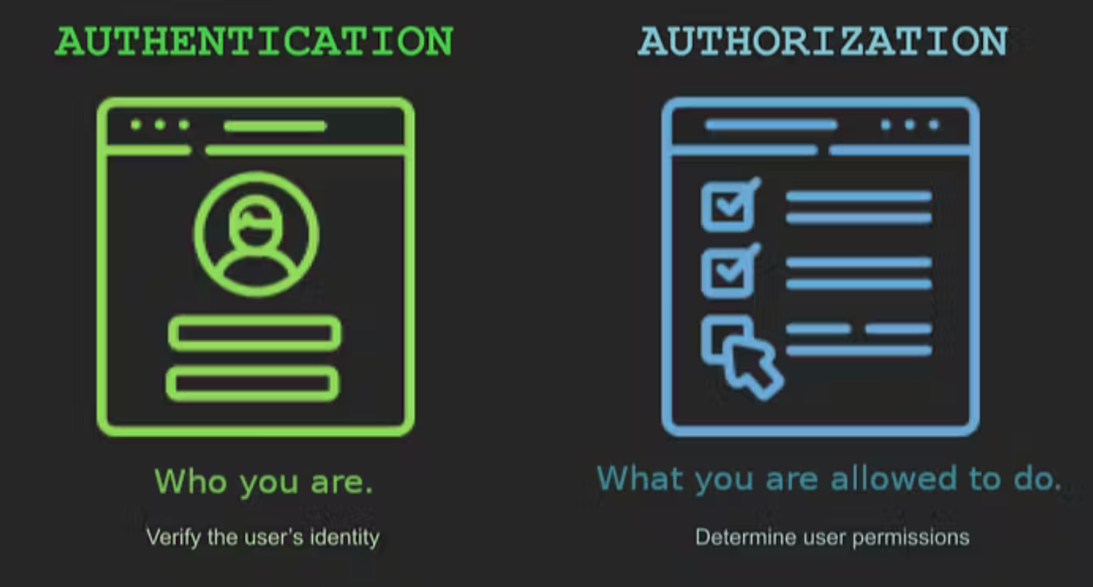 AUTHENTICATION
Who you are.
Verify the user's identity
AUTHORIZATION
What you are allowed to do.
Determine user permissions